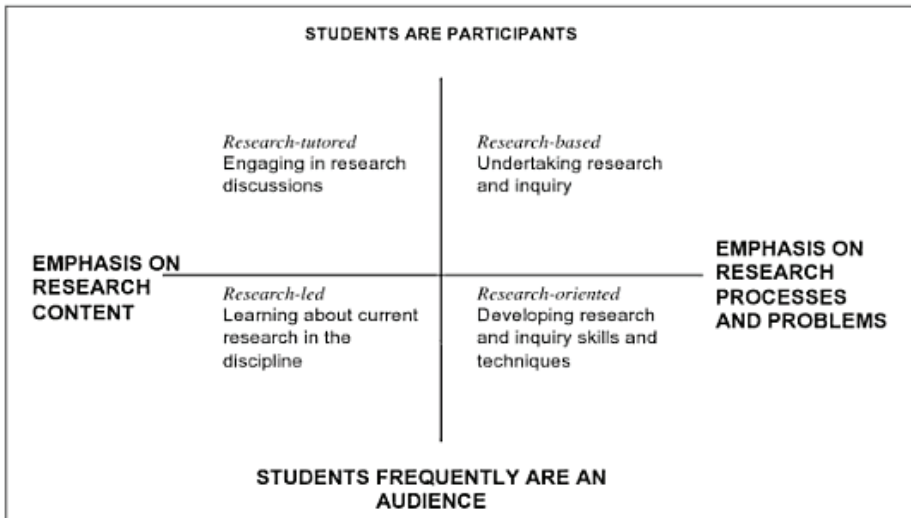 STUDENTS ARE PARTICIPANTS
Research-tutored
Engaging in research
discussions
Research-based
Undertaking research
and inquiry
EMPHASIS ON
RESEARCH
CONTENT
EMPHASIS ON
RESEARCH
PROCESSES
AND PROBLEMS
Research-led
Learning about current
research in the
discipline
Research-oriented
Developing research
and inquiry skills and
techniques
STUDENTS FREQUENTLY ARE AN
AUDIENCE